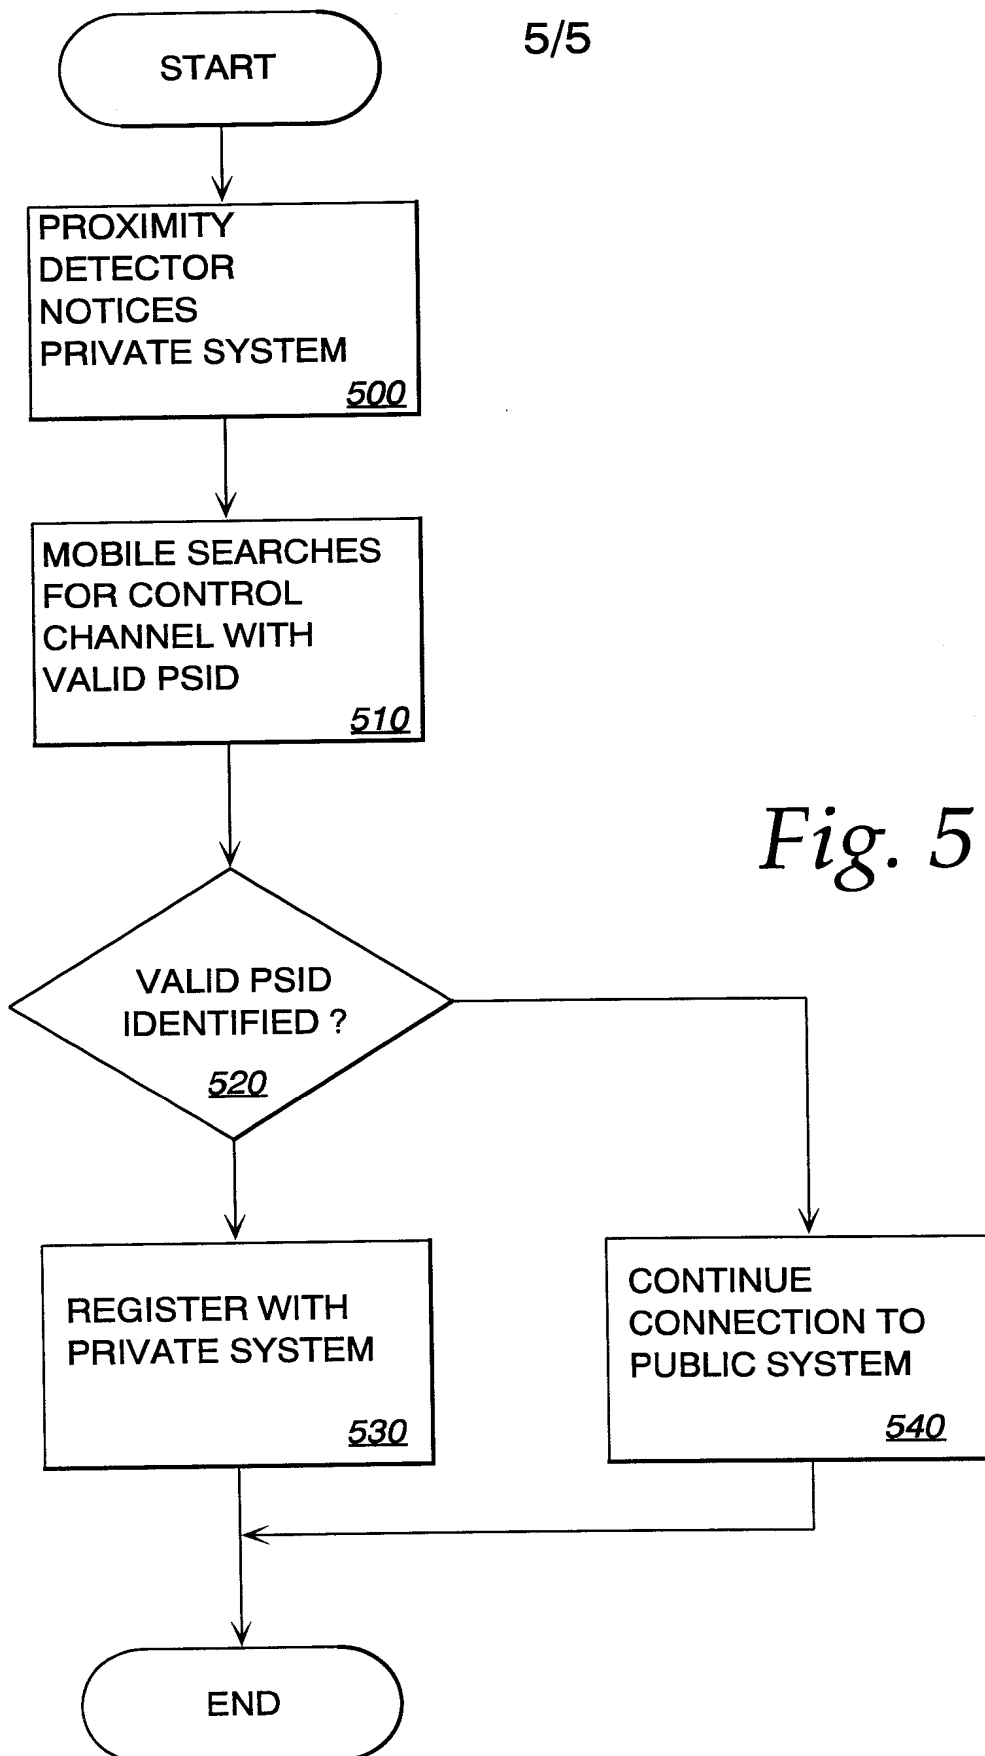 5/5
START
PROXIMITY
DETECTOR
NOTICES
PRIVATE SYSTEM
500
MOBILE SEARCHES
FOR CONTROL
CHANNEL WITH
VALID PSID
510
Fig. 5
VALID PSID
IDENTIFIED ?
520
REGISTER WITH
PRIVATE SYSTEM
530
CONTINUE
CONNECTION TO
PUBLIC SYSTEM
540
END